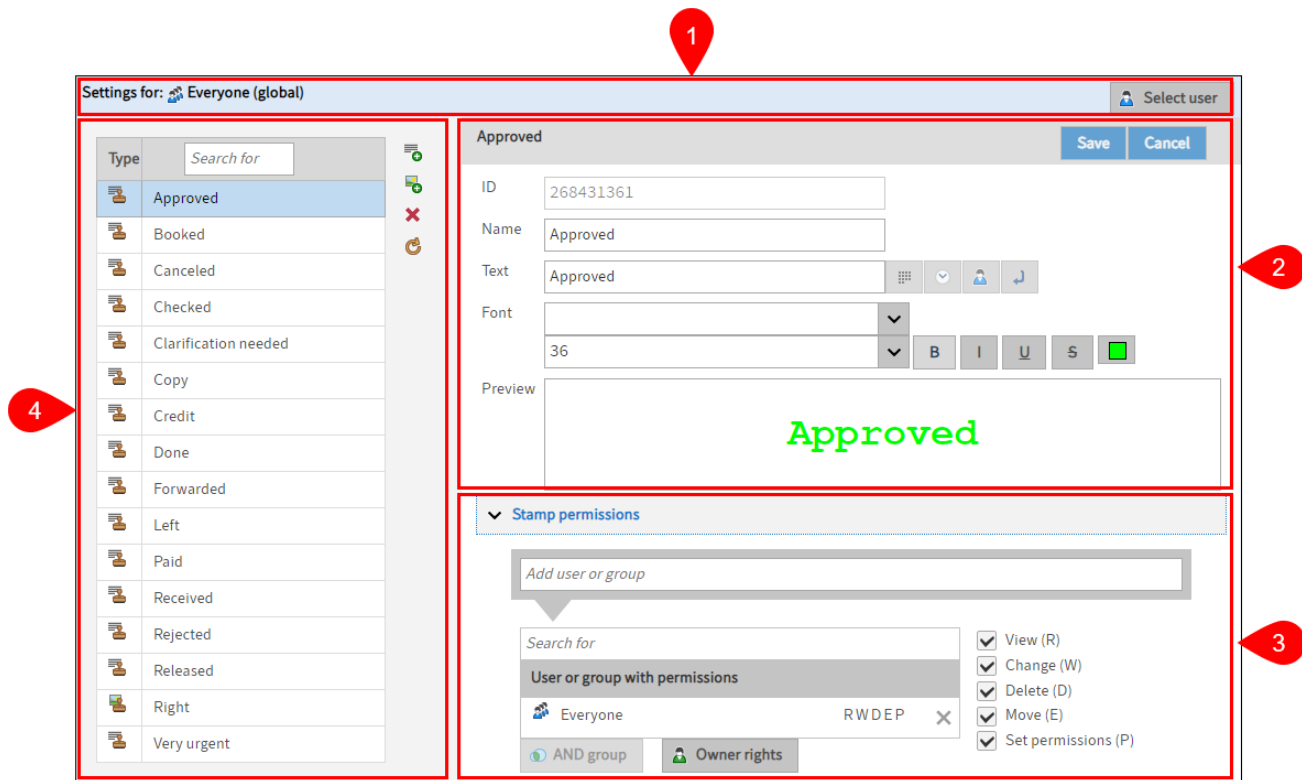 1
Settings for: Everyone (global)
Select user
Type
Search for
Approved
Booked
Canceled
Checked
Clarification needed
Copy
Credit
Done
Forwarded
Left
Paid
Received
Rejected
Released
Right
Very urgent
4
Approved
Save
Cancel
ID
268431361
Name
Approved
Text
Approved
Font
36
B I U S
Preview
Approved
2
Stamp permissions
Add user or group
Search for
User or group with permissions
Everyone RWDEP
AND group
Owner rights
View (R)
Change (W)
Delete (D)
Move (E)
Set permissions (P)
3